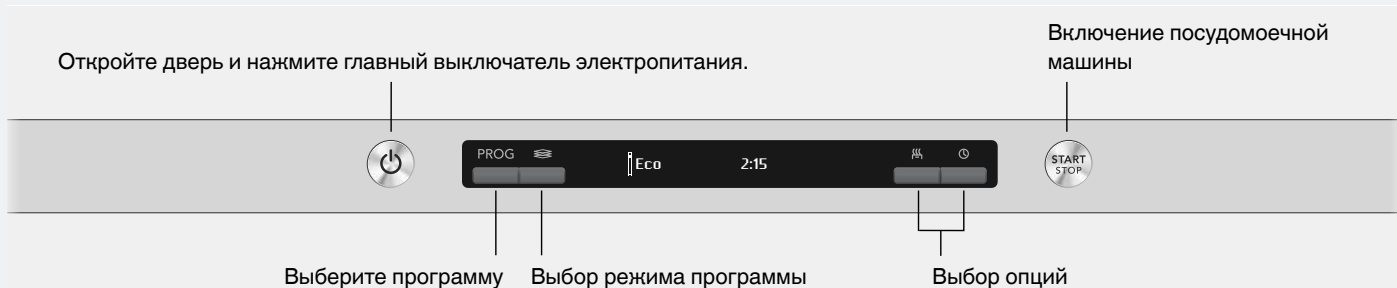 Включение посудомоечной
машины
Откройте дверь и нажмите главный выключатель электропитания.
PROG
Eco
2:15
START
STOP
Выберите программу
Выбор режима программы
Выбор опций